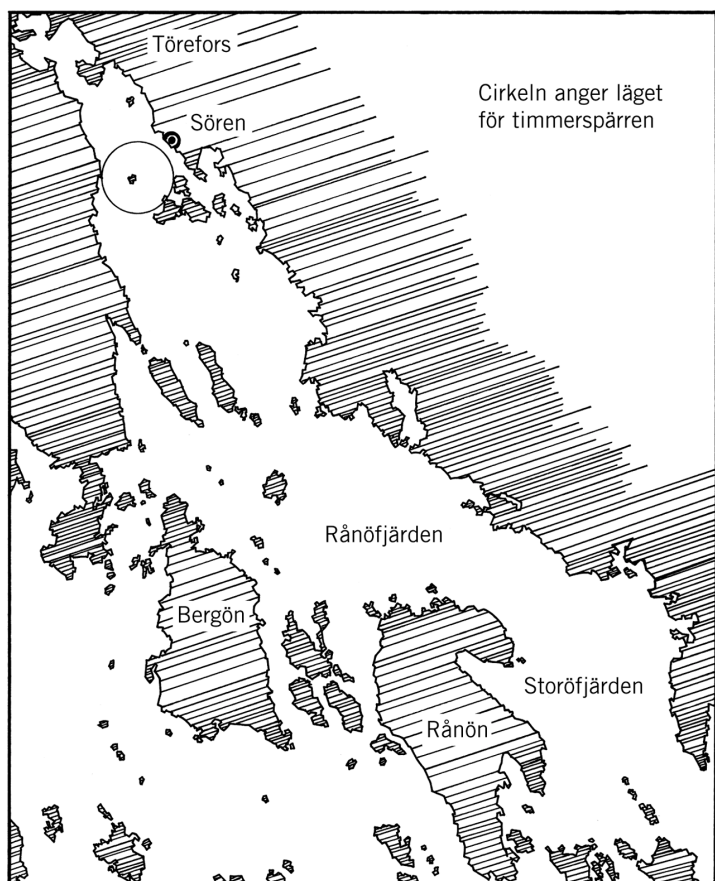 Törefors
Cirkeln anger läget
för timmerspärren
Sören
Rånöfjärden
Bergön
Storöfjärden
Rånön